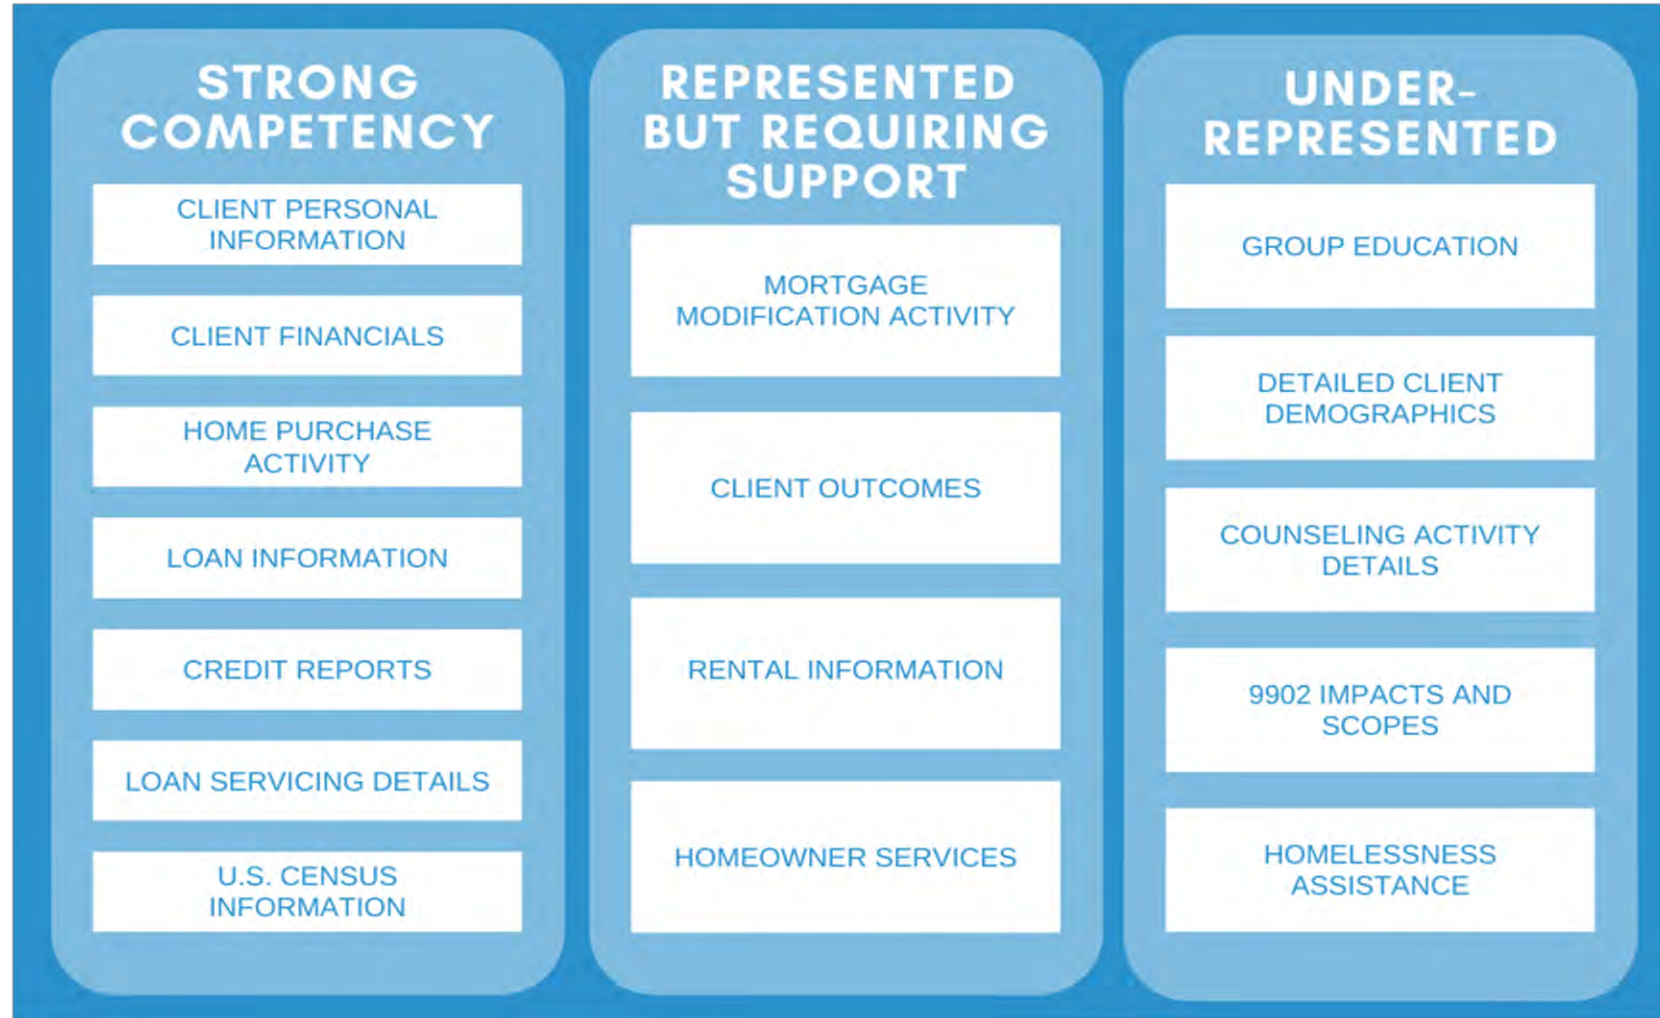 STRONG
COMPETENCY
CLIENT PERSONAL
INFORMATION
CLIENT FINANCIALS
HOME PURCHASE
ACTIVITY
LOAN INFORMATION
CREDIT REPORTS
LOAN SERVICING DETAILS
U.S. CENSUS
INFORMATION
REPRESENTED
BUT REQUIRING
SUPPORT
MORTGAGE
MODIFICATION ACTIVITY
CLIENT OUTCOMES
RENTAL INFORMATION
HOMEOWNER SERVICES
UNDER-
REPRESENTED
GROUP EDUCATION
DETAILED CLIENT
DEMOGRAPHICS
COUNSELING ACTIVITY
DETAILS
9902 IMPACTS AND
SCOPES
HOMELESSNESS
ASSISTANCE